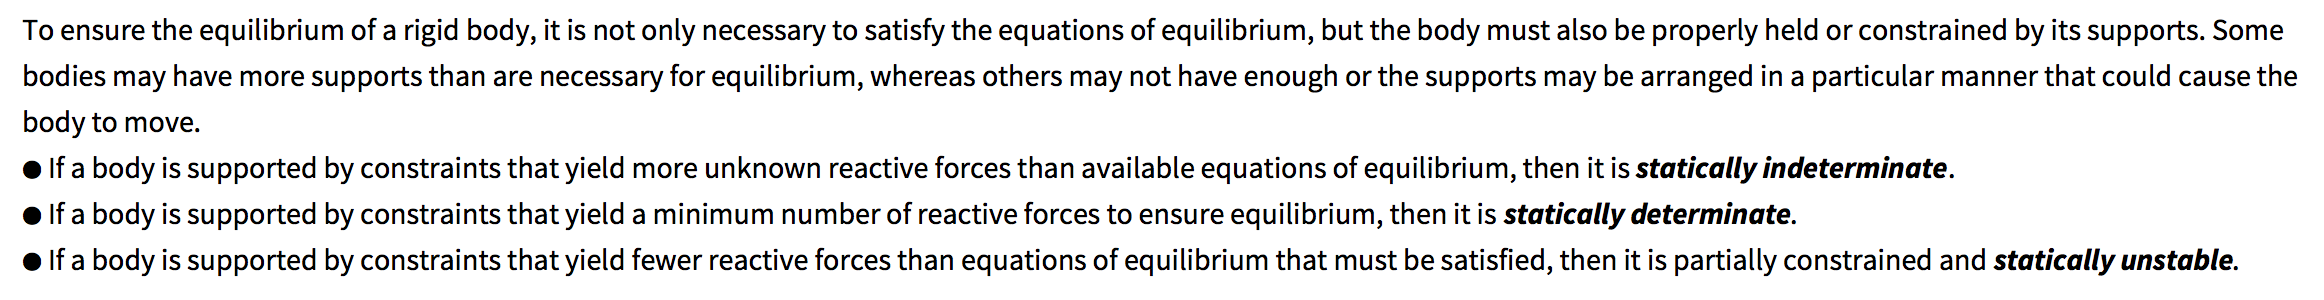 To ensure the equilibrium of a rigid body, it is not only necessary to satisfy the equations of equilibrium, but the body must also be properly held or constrained by its supports. Some
bodies may have more supports than are necessary for equilibrium, whereas others may not have enough or the supports may be arranged in a particular manner that could cause the
body to move.
● If a body is supported by constraints that yield more unknown reactive forces than available equations of equilibrium, then it is statically indeterminate.
● If a body is supported by constraints that yield a minimum number of reactive forces to ensure equilibrium, then it is statically determinate.
● If a body is supported by constraints that yield fewer reactive forces than equations of equilibrium that must be satisfied, then it is partially constrained and statically unstable.